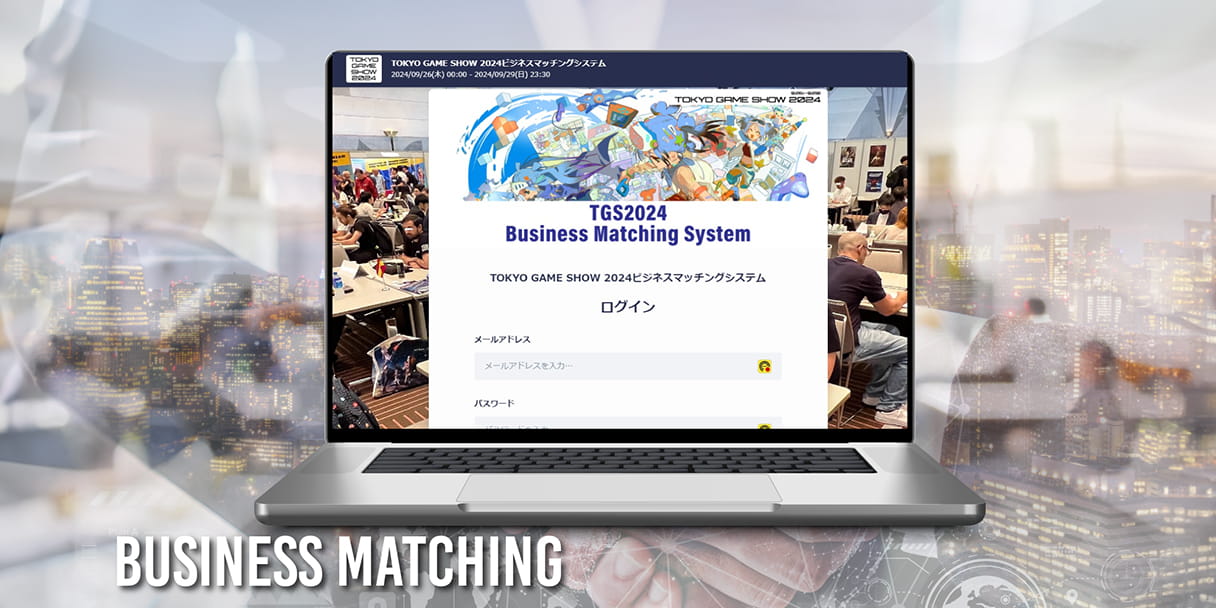 TOKYO
GAME
SHOW
2024
TOKYO GAME SHOW 2024ビジネスマッチングシステム
2024/09/26(木) 00:00 - 2024/09/29(日) 23:30
TOKYO GAME SHOW 2024
TGS2024
Business Matching System
TOKYO GAME SHOW 2024ビジネスマッチングシステム
ログイン
メールアドレス
メールアドレスを入力…
パスワード
BUSINESS MATCHING